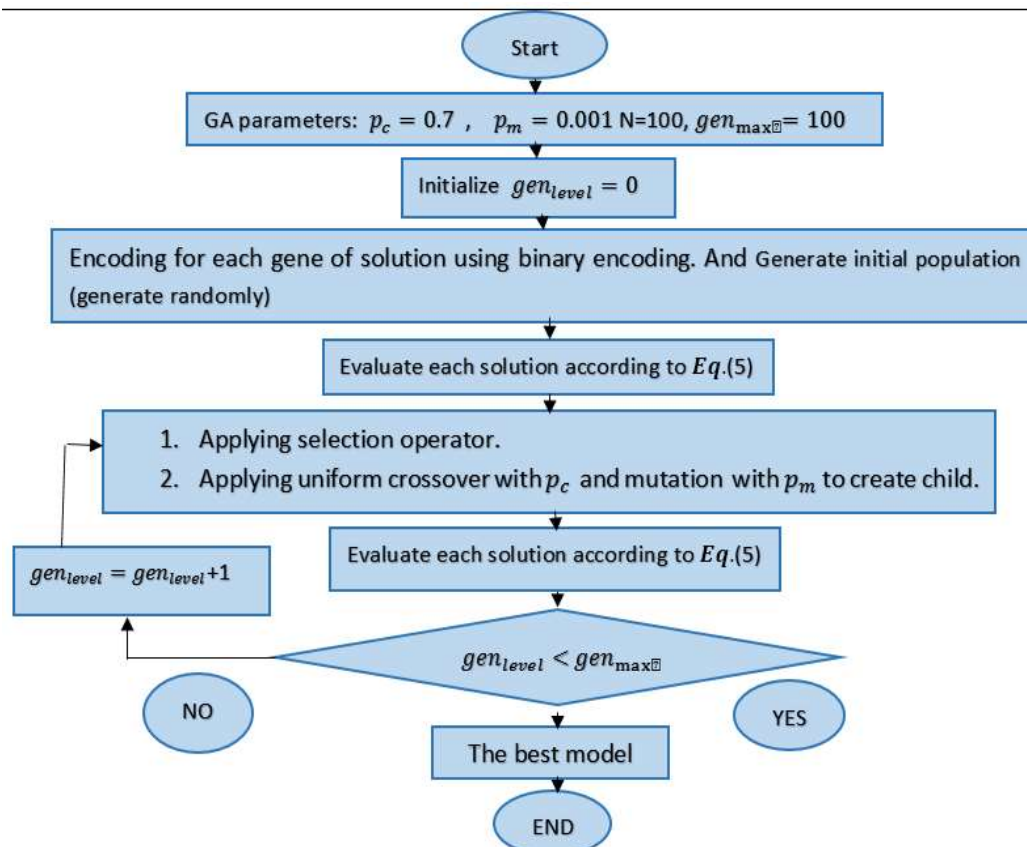 Start
GA parameters: p_c = 0.7 , p_m = 0.001 N=100, gen_max⍰ = 100
Initialize gen_level = 0
Encoding for each gene of solution using binary encoding. And Generate initial population
(generate randomly)
Evaluate each solution according to Eq.(5)
1. Applying selection operator.
2. Applying uniform crossover with p_c and mutation with p_m to create child.
Evaluate each solution according to Eq.(5)
gen_level = gen_level+1
gen_level < gen_max⍰
NO
YES
The best model
END